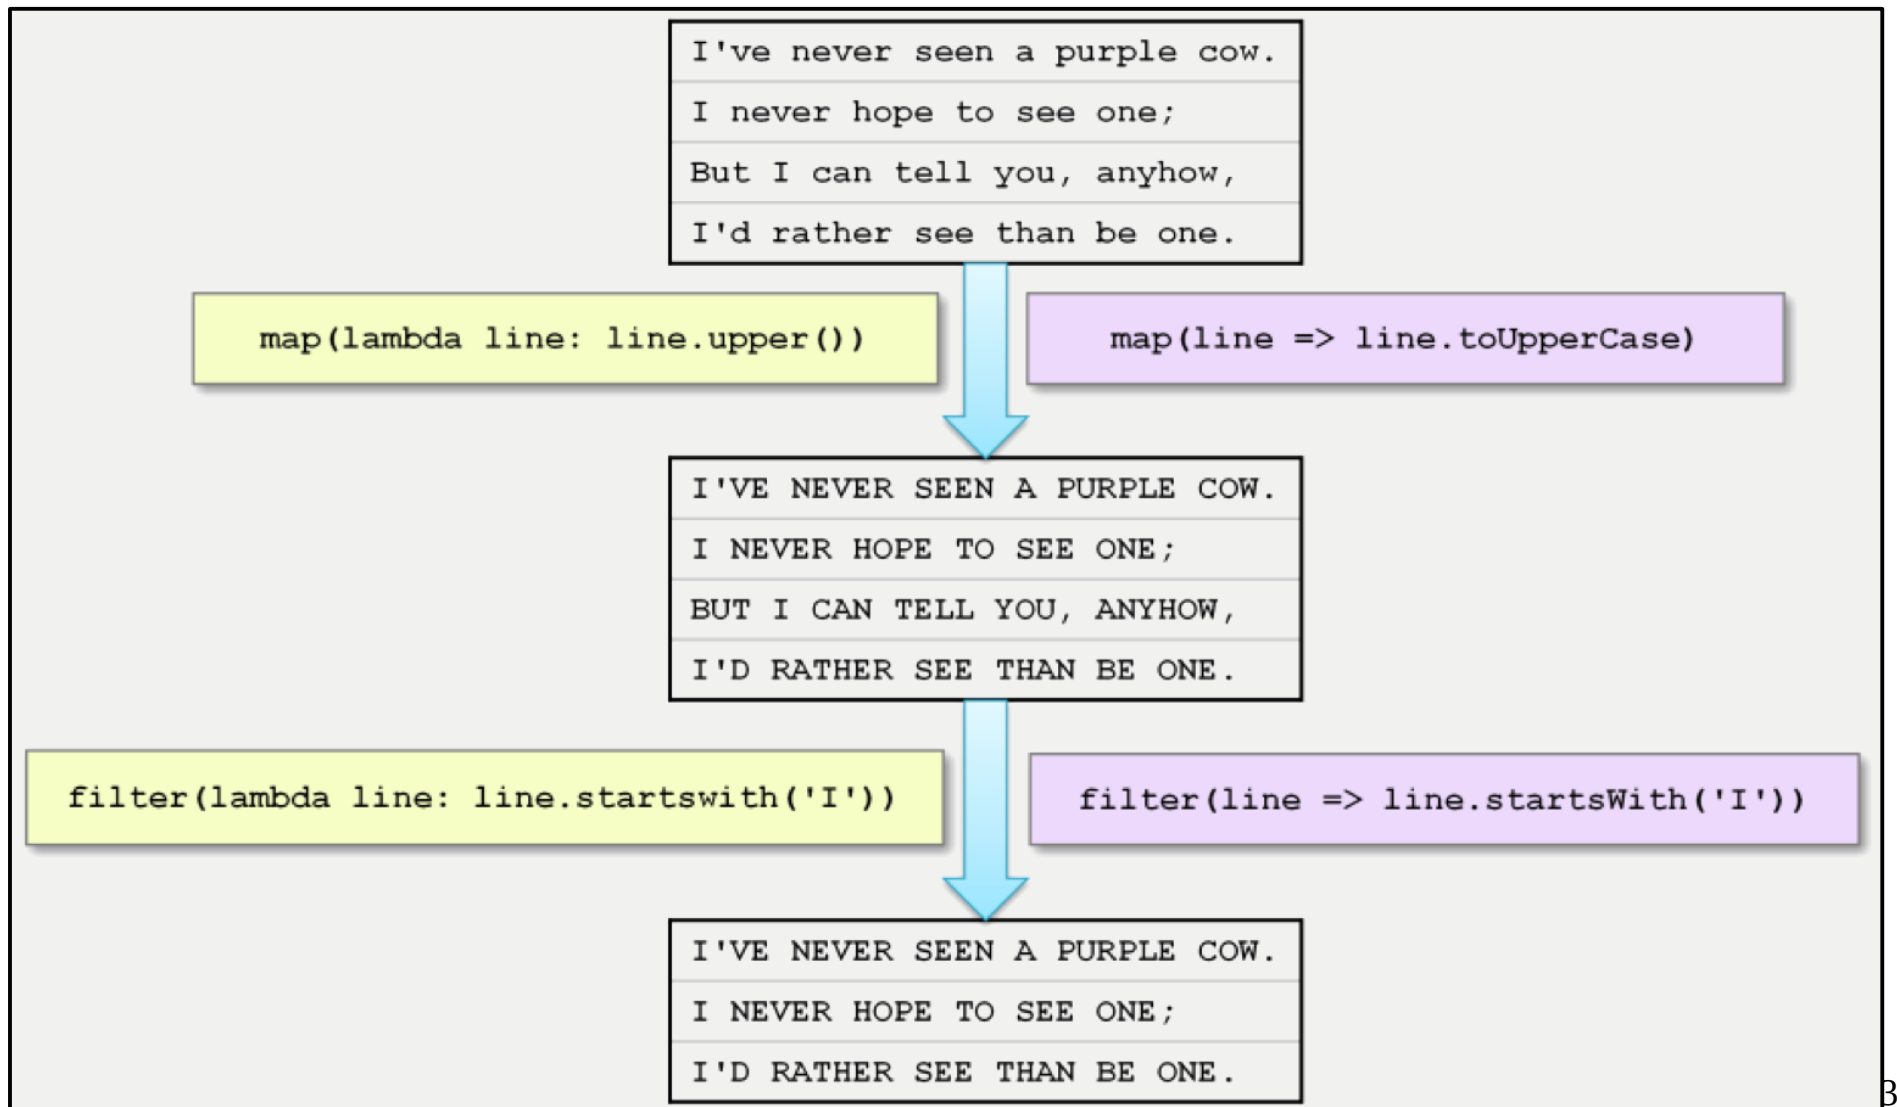 I've never seen a purple cow.
I never hope to see one;
But I can tell you, anyhow,
I'd rather see than be one.
map(lambda line: line.upper())
map(line => line.toUpperCase)
I'VE NEVER SEEN A PURPLE COW.
I NEVER HOPE TO SEE ONE;
BUT I CAN TELL YOU, ANYHOW,
I'D RATHER SEE THAN BE ONE.
filter(lambda line: line.startswith('I'))
filter(line => line.startsWith('I'))
I'VE NEVER SEEN A PURPLE COW.
I NEVER HOPE TO SEE ONE;
I'D RATHER SEE THAN BE ONE.
3